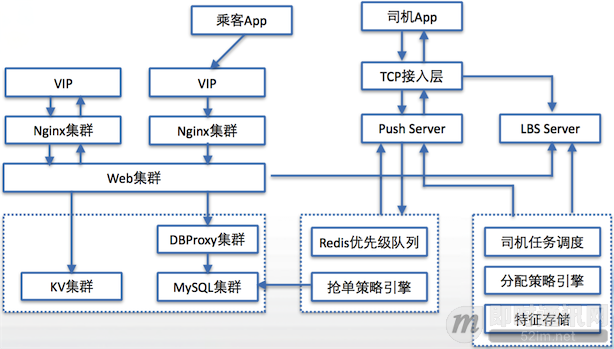 乘客App
司机App
VIP
VIP
TCP接入层
Nginx集群
Nginx集群
Push Server
LBS Server
Web集群
DBProxy集群
Redis优先级队列
司机任务调度
KV集群
MySQL集群
抢单策略引擎
分配策略引擎
特征存储
52im.net